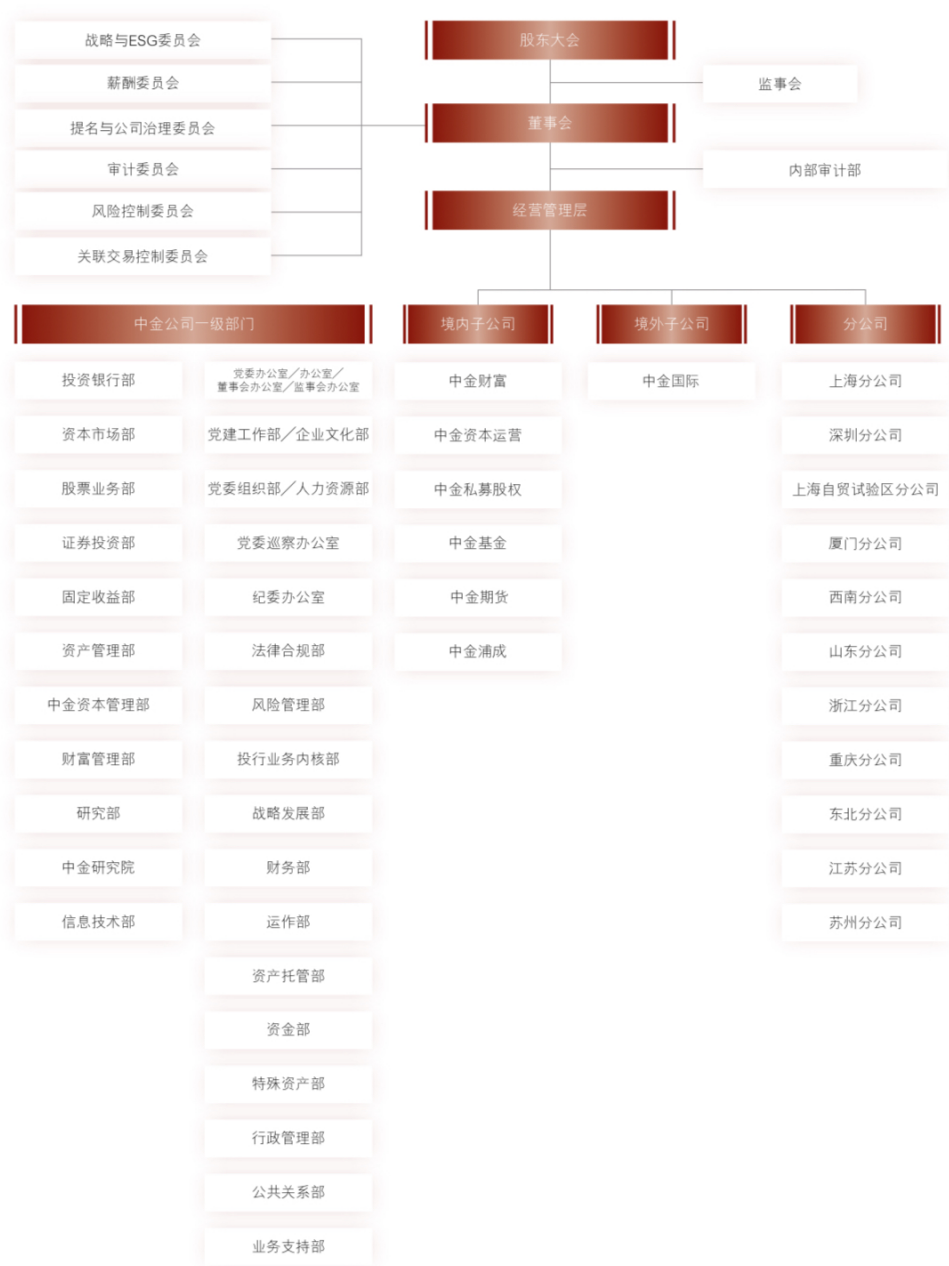 战略与ESG委员会
薪酬委员会
提名与公司治理委员会
审计委员会
风险控制委员会
关联交易控制委员会
股东大会
监事会
董事会
内部审计部
经营管理层
中金公司一级部门
投资银行部
资本市场部
股票业务部
证券投资部
固定收益部
资产管理部
中金资本管理部
财富管理部
研究部
中金研究院
信息技术部
党委办公室／办公室／
董事会办公室／监事会办公室
党建工作部／企业文化部
党委组织部／人力资源部
党委巡察办公室
纪委办公室
法律合规部
风险管理部
投行业务内核部
战略发展部
财务部
运作部
资产托管部
资金部
特殊资产部
行政管理部
公共关系部
业务支持部
境内子公司
中金财富
中金资本运营
中金私募股权
中金基金
中金期货
中金浦成
境外子公司
中金国际
分公司
上海分公司
深圳分公司
上海自贸试验区分公司
厦门分公司
西南分公司
山东分公司
浙江分公司
重庆分公司
东北分公司
江苏分公司
苏州分公司